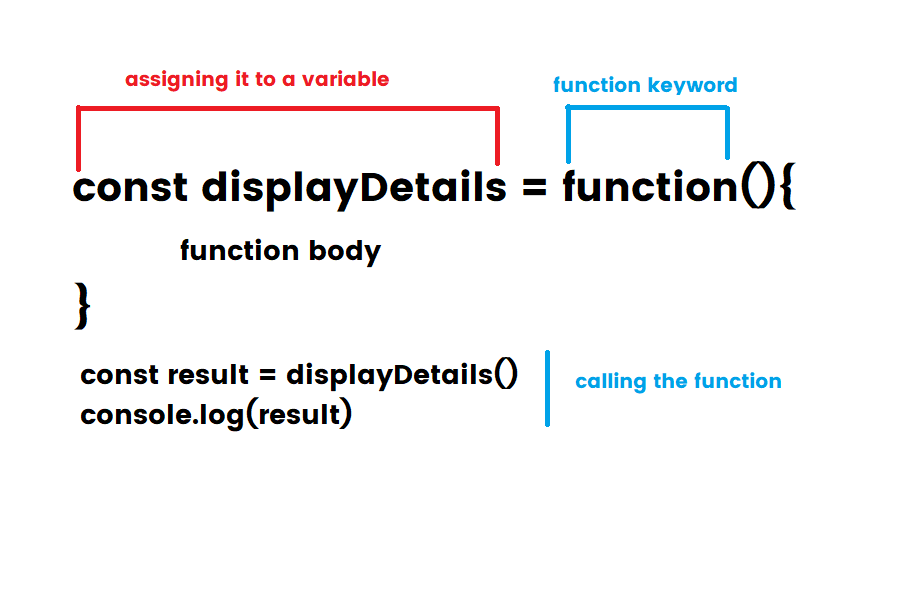 assigning it to a variable
function keyword
const displayDetails = function(){
function body
}
const result = displayDetails()
calling the function
console.log(result)